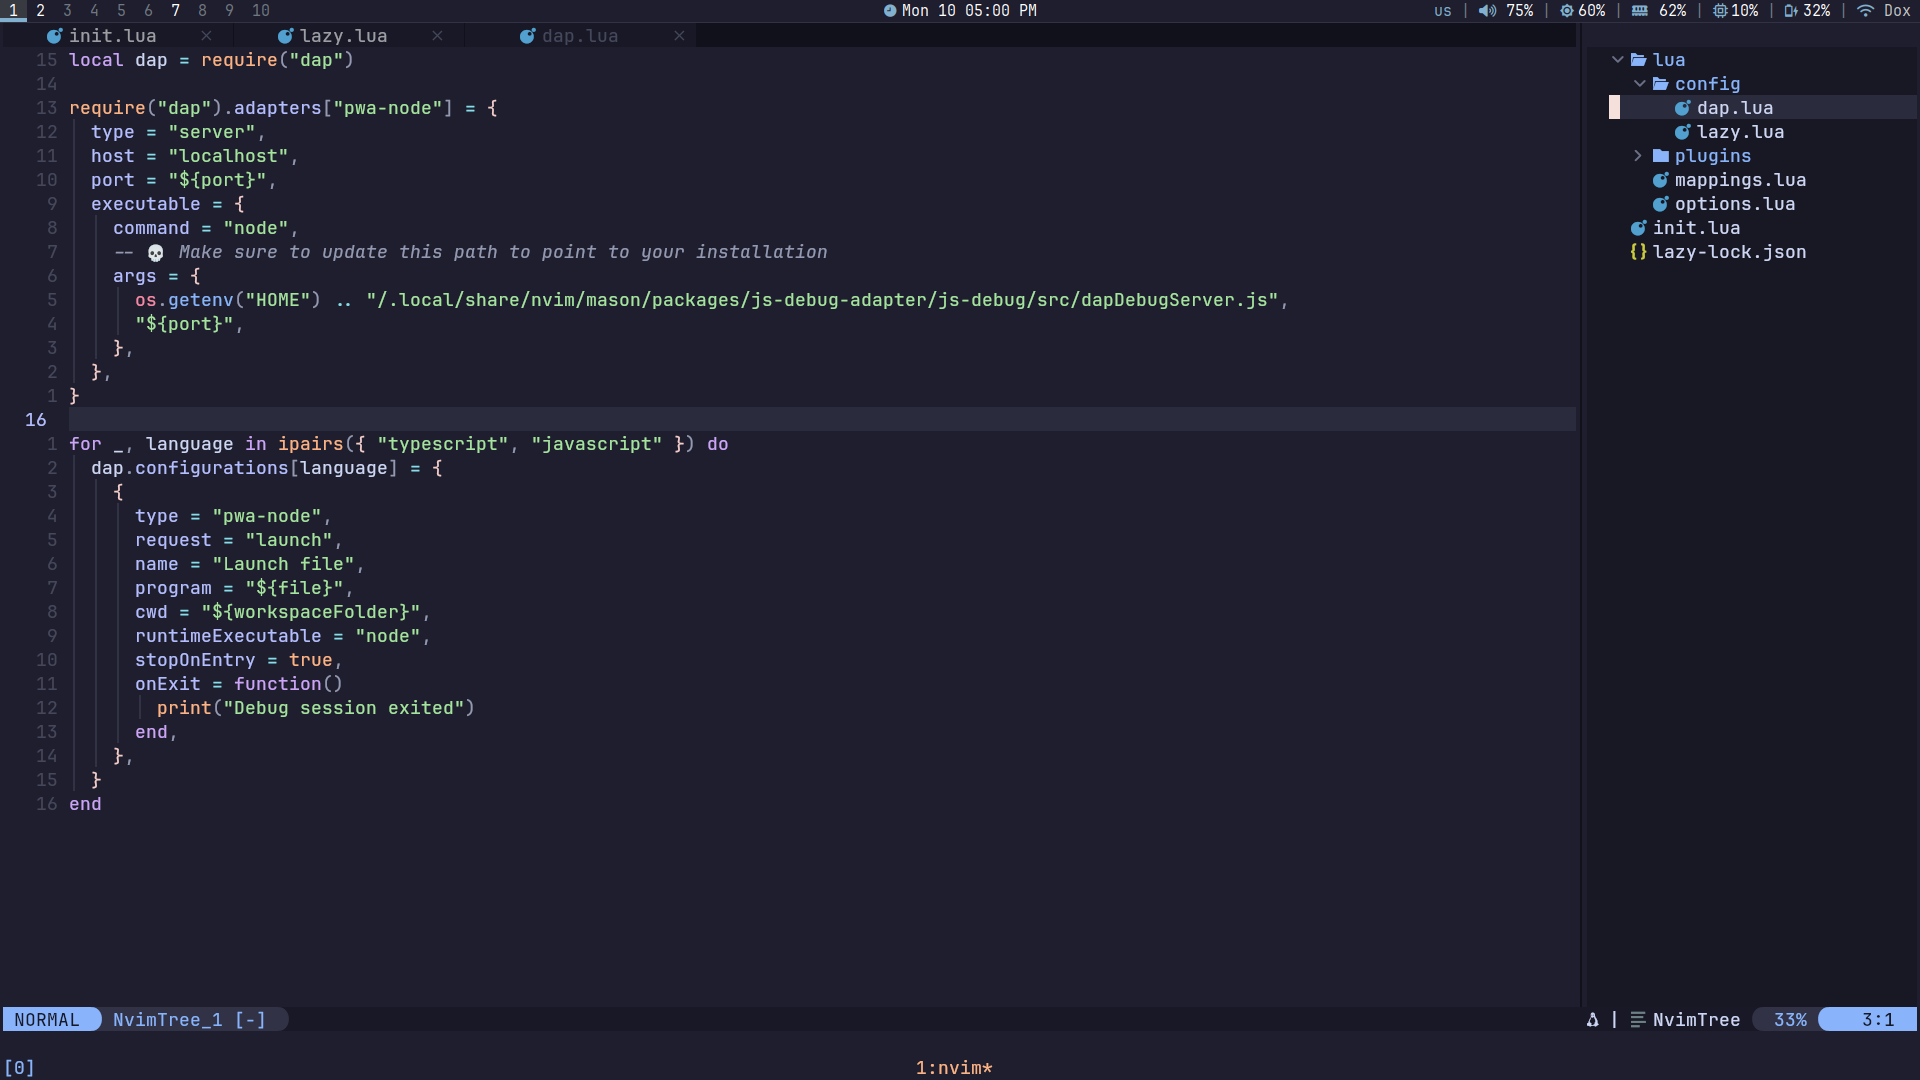 1 2 3 4 5 6 7 8 9 10 Mon 10 05:00 PM us | 75% | 60% | 62% | 10% | 32% | Dox
init.lua × lazy.lua × dap.lua ×
15 local dap = require("dap")
14
13 require("dap").adapters["pwa-node"] = {
12 type = "server",
11 host = "localhost",
10 port = "${port}",
9 executable = {
8 command = "node",
7 -- 💀 Make sure to update this path to point to your installation
6 args = {
5 os.getenv("HOME") .. "/.local/share/nvim/mason/packages/js-debug-adapter/js-debug/src/dapDebugServer.js",
4 "${port}",
3 },
2 },
1 }
16
1 for _, language in ipairs({ "typescript", "javascript" }) do
2 dap.configurations[language] = {
3 {
4 type = "pwa-node",
5 request = "launch",
6 name = "Launch file",
7 program = "${file}",
8 cwd = "${workspaceFolder}",
9 runtimeExecutable = "node",
10 stopOnEntry = true,
11 onExit = function()
12 print("Debug session exited")
13 end,
14 },
15 }
16 end
lua
config
dap.lua
lazy.lua
plugins
mappings.lua
options.lua
init.lua
{} lazy-lock.json
NORMAL NvimTree_1 [-] | NvimTree 33% 3:1
[0] 1:nvim*